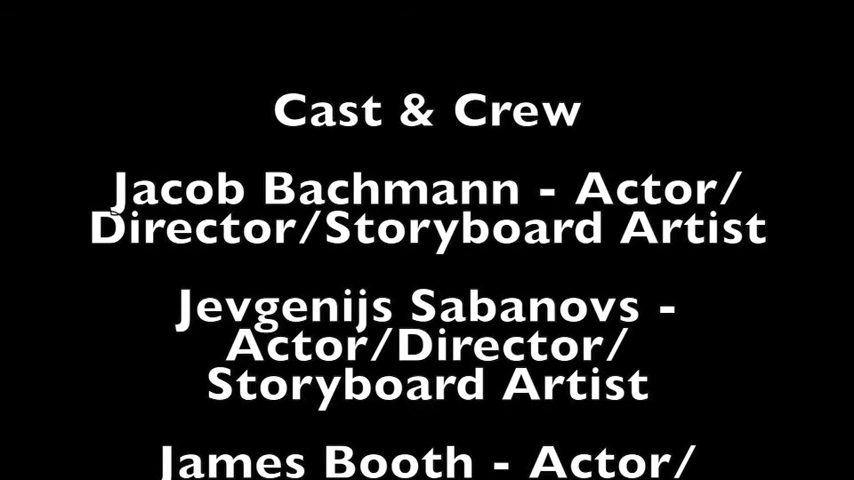 Cast & Crew
Jacob Bachmann - Actor/
Director/Storyboard Artist
Jevgenijs Sabanovs -
Actor/Director/
Storyboard Artist
James Booth - Actor/